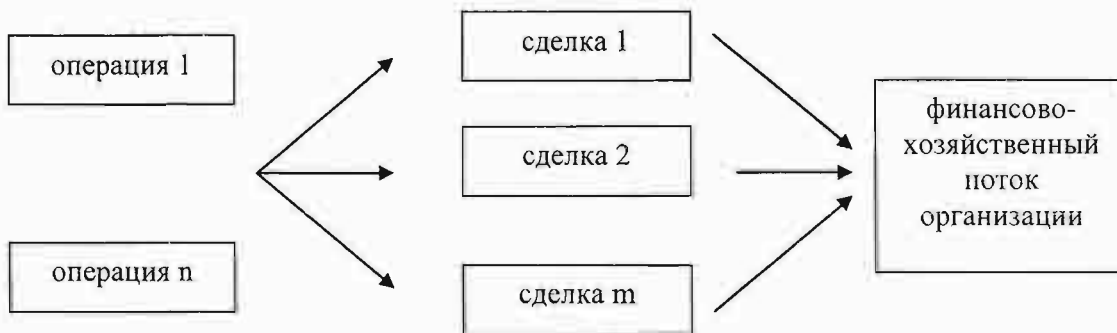 операция 1
операция n
сделка 1
сделка 2
сделка m
финансово-
хозяйственный
поток
организации